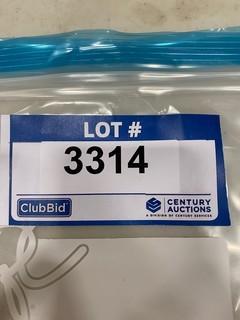 LOT #
3314
ClubBid
CENTURY
AUCTIONS
A DIVISION OF CENTURY SERVICES